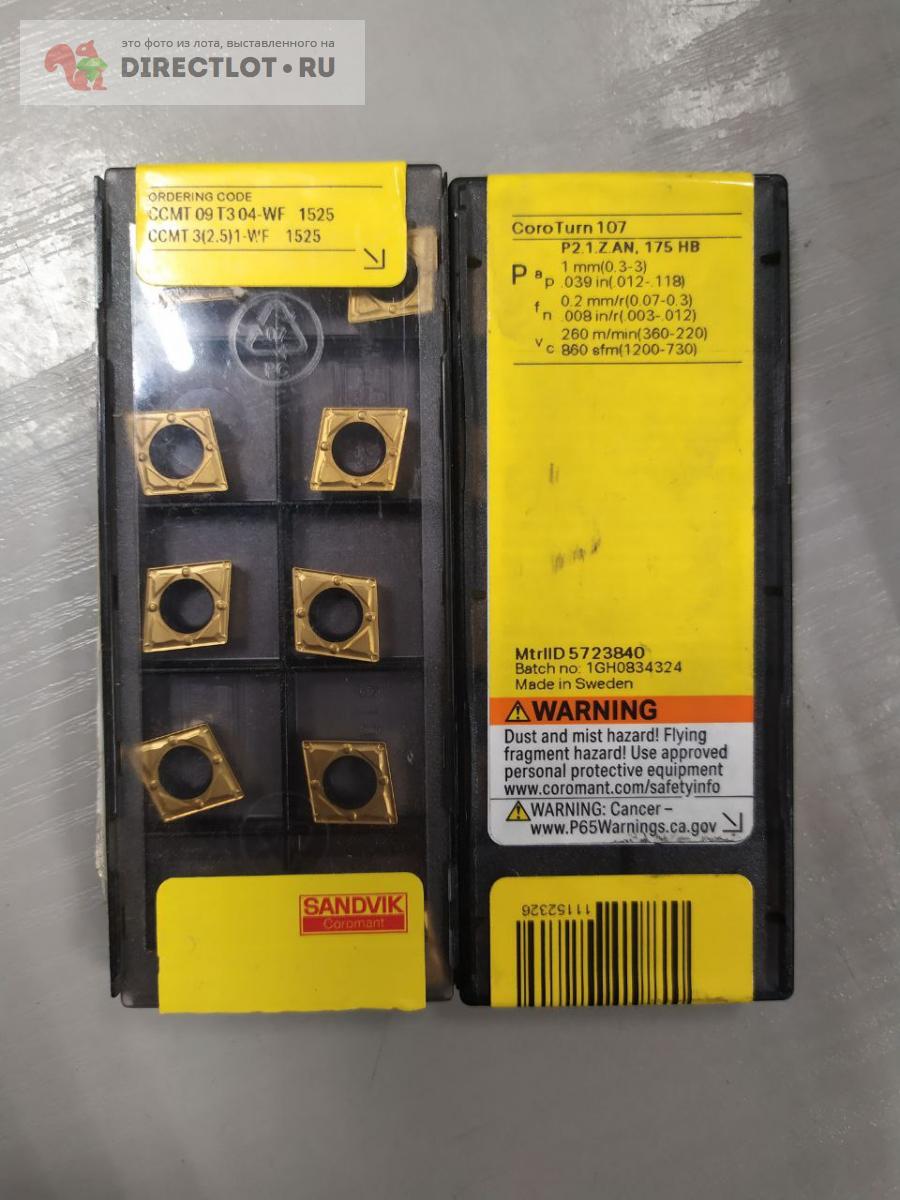 это фото из лота, выставленного на
DIRECTLOT•RU
ORDERING CODE
CCMT 09 T3 04-WF 1525
CCMT 3(2.5)1-WF 1525
07
PC
SANDVIK
Coromant
CoroTurn 107
P2.1.Z.AN, 175 HB
P ap 1 mm(0.3-3)
.039 in(.012-.118)
fn 0.2 mm/r(0.07-0.3)
.008 in/r(.003-.012)
vc 260 m/min(360-220)
860 sfm(1200-730)
MtrlID 5723840
Batch no: 1GH0834324
Made in Sweden
⚠WARNING
Dust and mist hazard! Flying
fragment hazard! Use approved
personal protective equipment
www.coromant.com/safetyinfo
⚠WARNING: Cancer –
www.P65Warnings.ca.gov
111522326